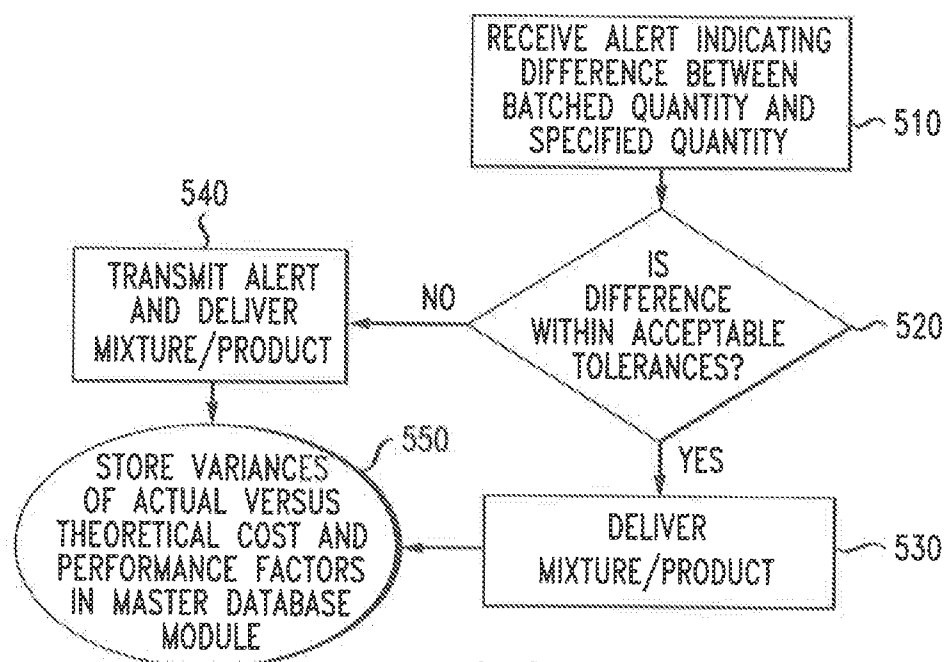 RECEIVE ALERT INDICATING
DIFFERENCE BETWEEN
BATCHED QUANTITY AND
SPECIFIED QUANTITY
510
IS
DIFFERENCE
WITHIN ACCEPTABLE
TOLERANCES?
520
NO
YES
540
TRANSMIT ALERT
AND DELIVER
MIXTURE/PRODUCT
DELIVER
MIXTURE/PRODUCT
530
550
STORE VARIANCES
OF ACTUAL VERSUS
THEORETICAL COST AND
PERFORMANCE FACTORS
IN MASTER DATABASE
MODULE